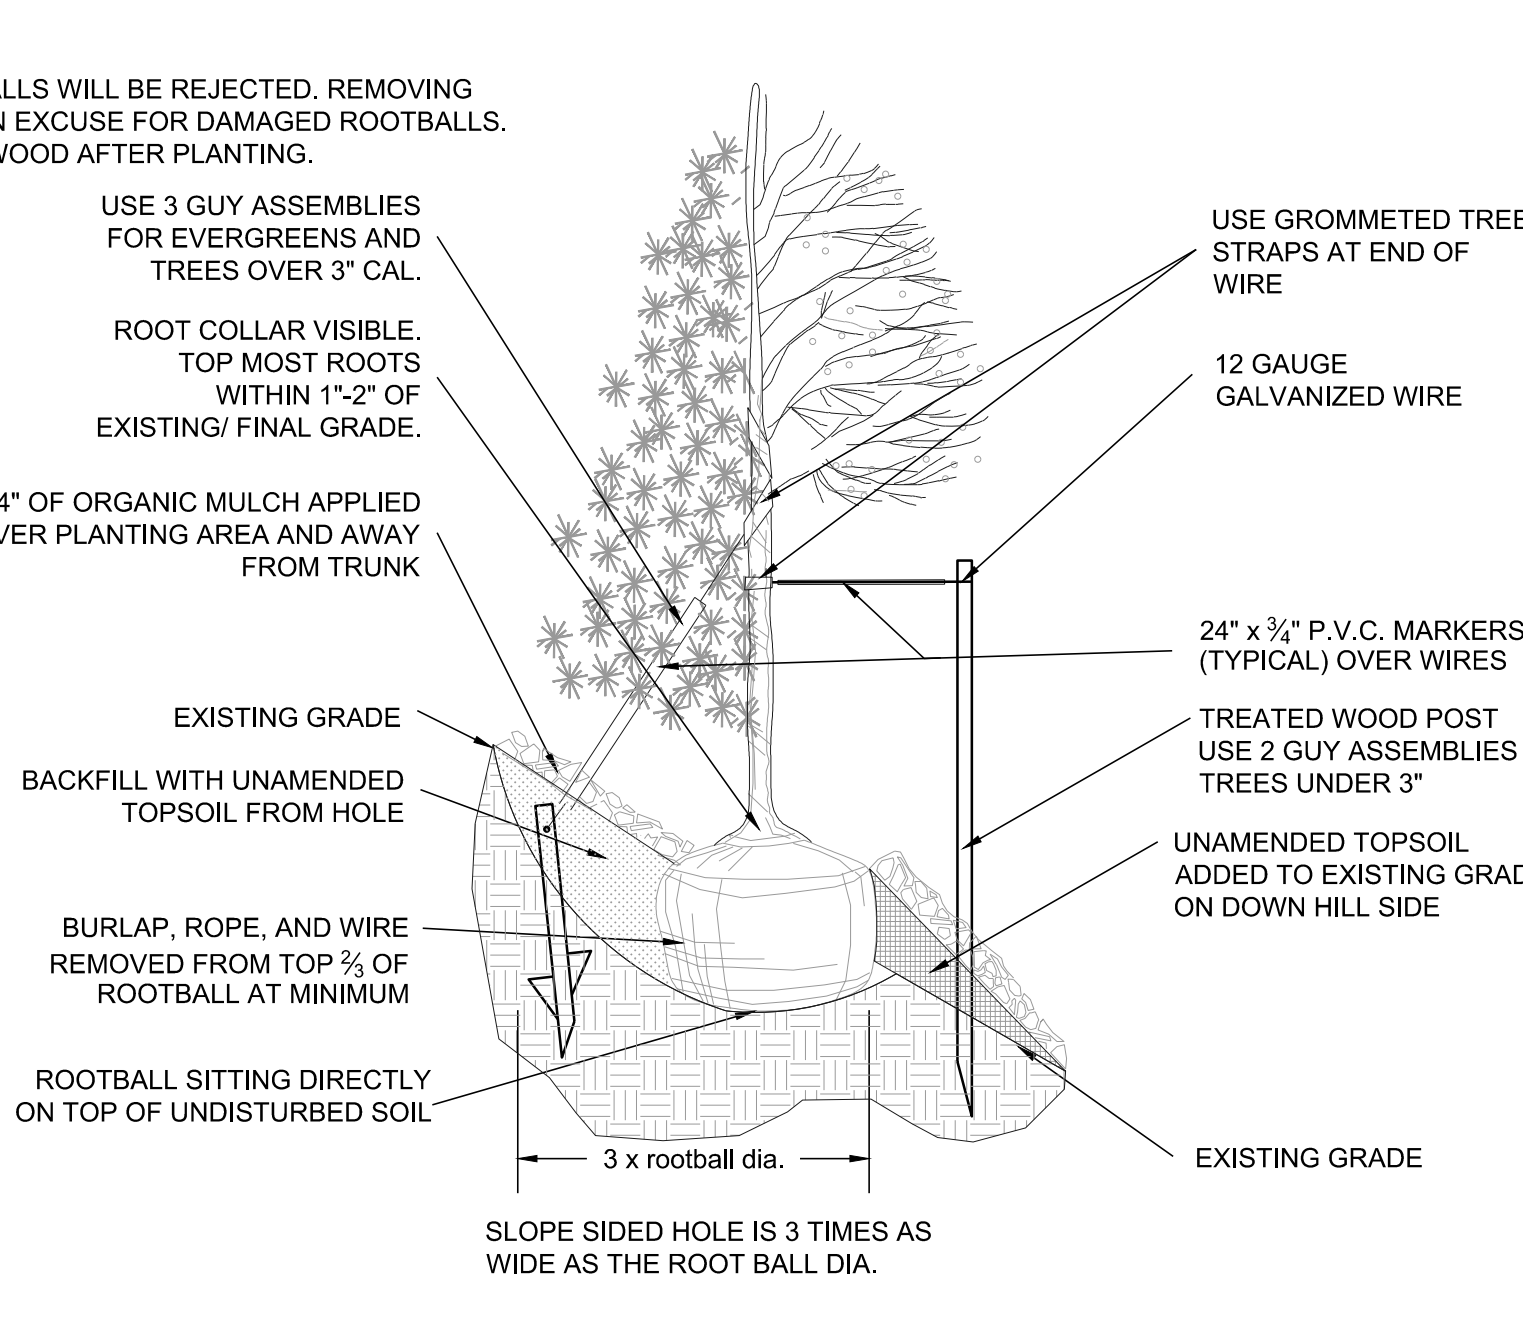 ALLS WILL BE REJECTED. REMOVING
N EXCUSE FOR DAMAGED ROOTBALLS.
WOOD AFTER PLANTING.
USE 3 GUY ASSEMBLIES
FOR EVERGREENS AND
TREES OVER 3" CAL.
ROOT COLLAR VISIBLE.
TOP MOST ROOTS
WITHIN 1"-2" OF
EXISTING/ FINAL GRADE.
4" OF ORGANIC MULCH APPLIED
VER PLANTING AREA AND AWAY
FROM TRUNK
EXISTING GRADE
BACKFILL WITH UNAMENDED
TOPSOIL FROM HOLE
BURLAP, ROPE, AND WIRE
REMOVED FROM TOP ⅔ OF
ROOTBALL AT MINIMUM
ROOTBALL SITTING DIRECTLY
ON TOP OF UNDISTURBED SOIL
USE GROMMETED TREE
STRAPS AT END OF
WIRE
12 GAUGE
GALVANIZED WIRE
24" x ¾" P.V.C. MARKERS
(TYPICAL) OVER WIRES
TREATED WOOD POST
USE 2 GUY ASSEMBLIES
TREES UNDER 3"
UNAMENDED TOPSOIL
ADDED TO EXISTING GRAD
ON DOWN HILL SIDE
EXISTING GRADE
3 x rootball dia.
SLOPE SIDED HOLE IS 3 TIMES AS
WIDE AS THE ROOT BALL DIA.